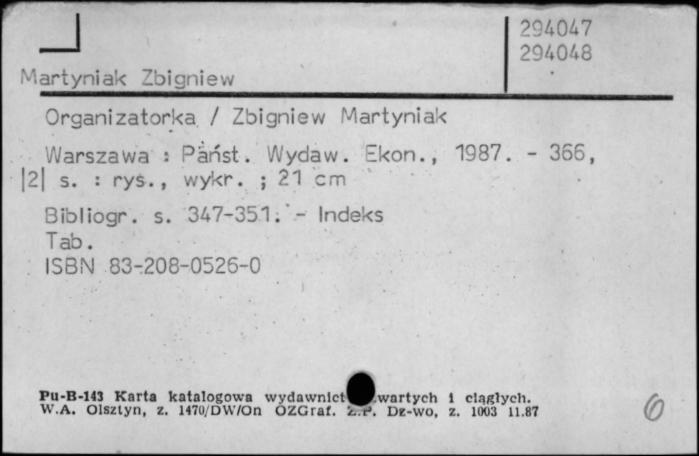 294047
294048
Martyniak Zbigniew
Organizatorka / Zbigniew Martyniak
Warszawa : Państ. Wydaw. Ekon., 1987. - 366,
|2| s. : rys., wykr. ; 21 cm
Bibliogr. s. 347-351. - Indeks
Tab.
ISBN 83-208-0526-0
Pu-B-143 Karta katalogowa wydawnict wartych i ciągłych.
W.A. Olsztyn, z. 1470/DW/On OZGraf. Z.P. Dz-wo, z. 1003 11.87